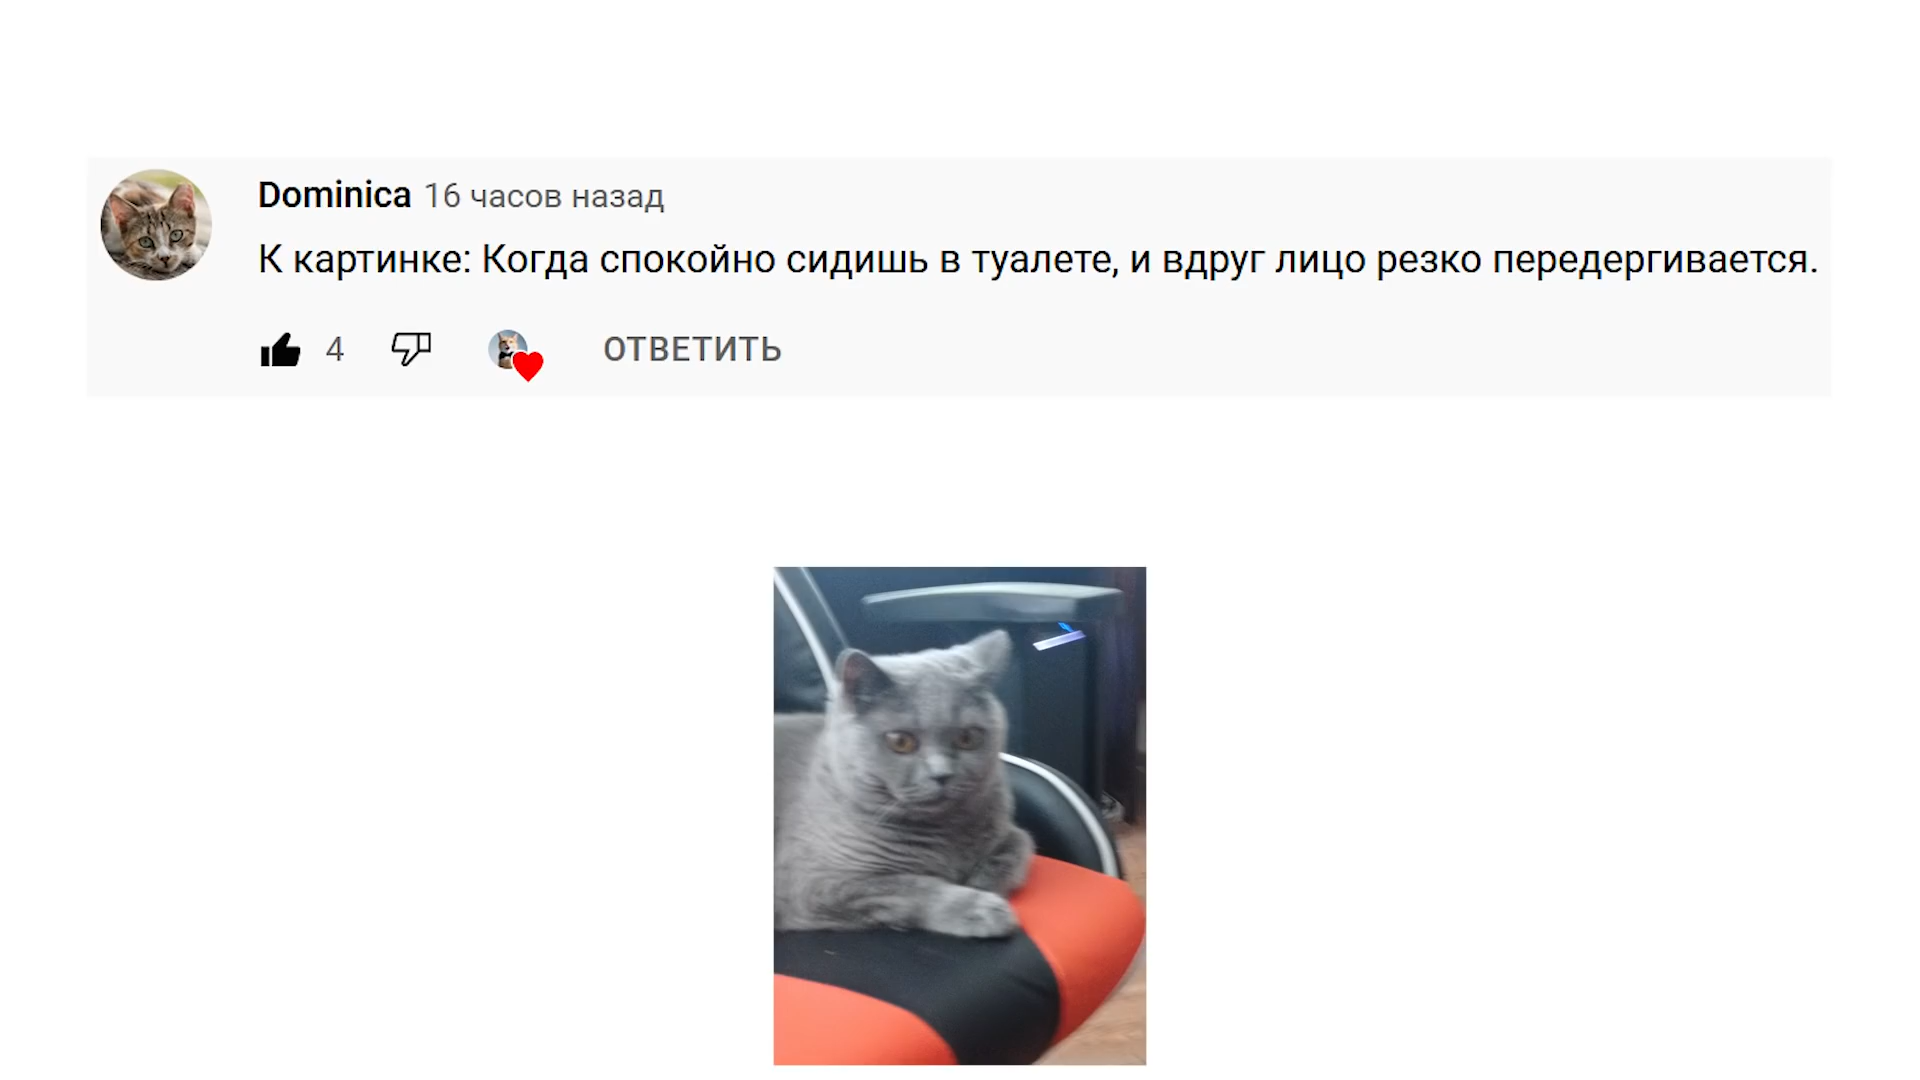 Dominica 16 часов назад
К картинке: Когда спокойно сидишь в туалете, и вдруг лицо резко передергивается.
4 ОТВЕТИТЬ